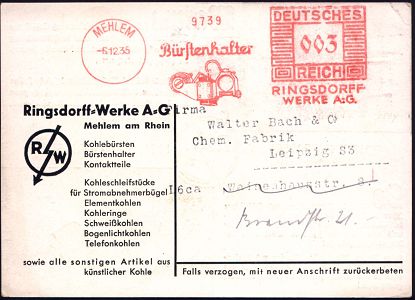 9739
MEHLEM
-6.12.35
Bürstenhalter
DEUTSCHES
003
REICH
RINGSDORFF-
WERKE A-G.
Ringsdorff-Werke A-G
Mehlem am Rhein
R W
Kohlebürsten
Bürstenhalter
Kontaktteile
Kohleschleifstücke
für Stromabnehmerbügel
Elementkohlen
Kohleringe
Schweißkohlen
Bogenlichtkohlen
Telefonkohlen
sowie alle sonstigen Artikel aus
künstlicher Kohle
Firma
Walter Bach & Co
Chem. Fabrik
Leipzig S3
16ca
Falls verzogen, mit neuer Anschrift zurückerbeten